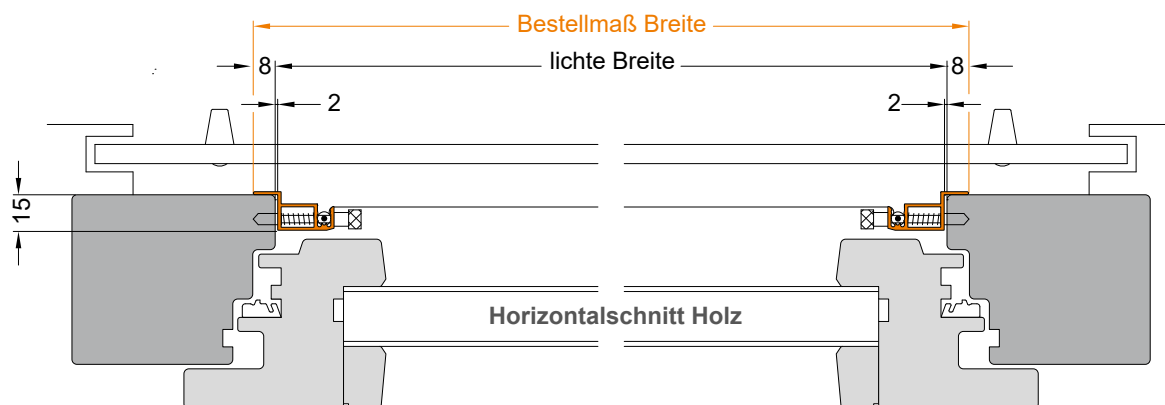 Bestellmaß Breite
8 lichte Breite 8
2 2
15
Horizontalschnitt Holz